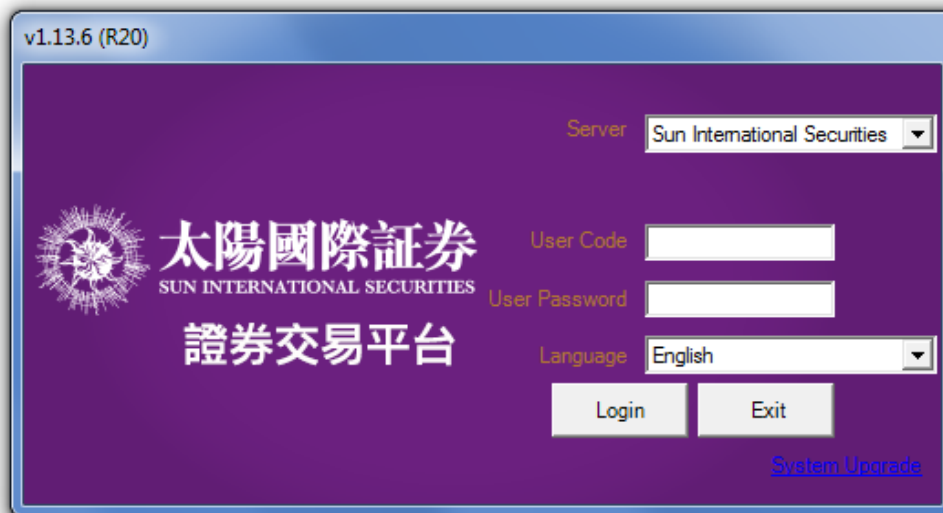 v1.13.6 (R20)
Server
Sun International Securities
太陽國際証券
SUN INTERNATIONAL SECURITIES
證券交易平台
User Code
User Password
Language
English
Login
Exit
System Upgrade